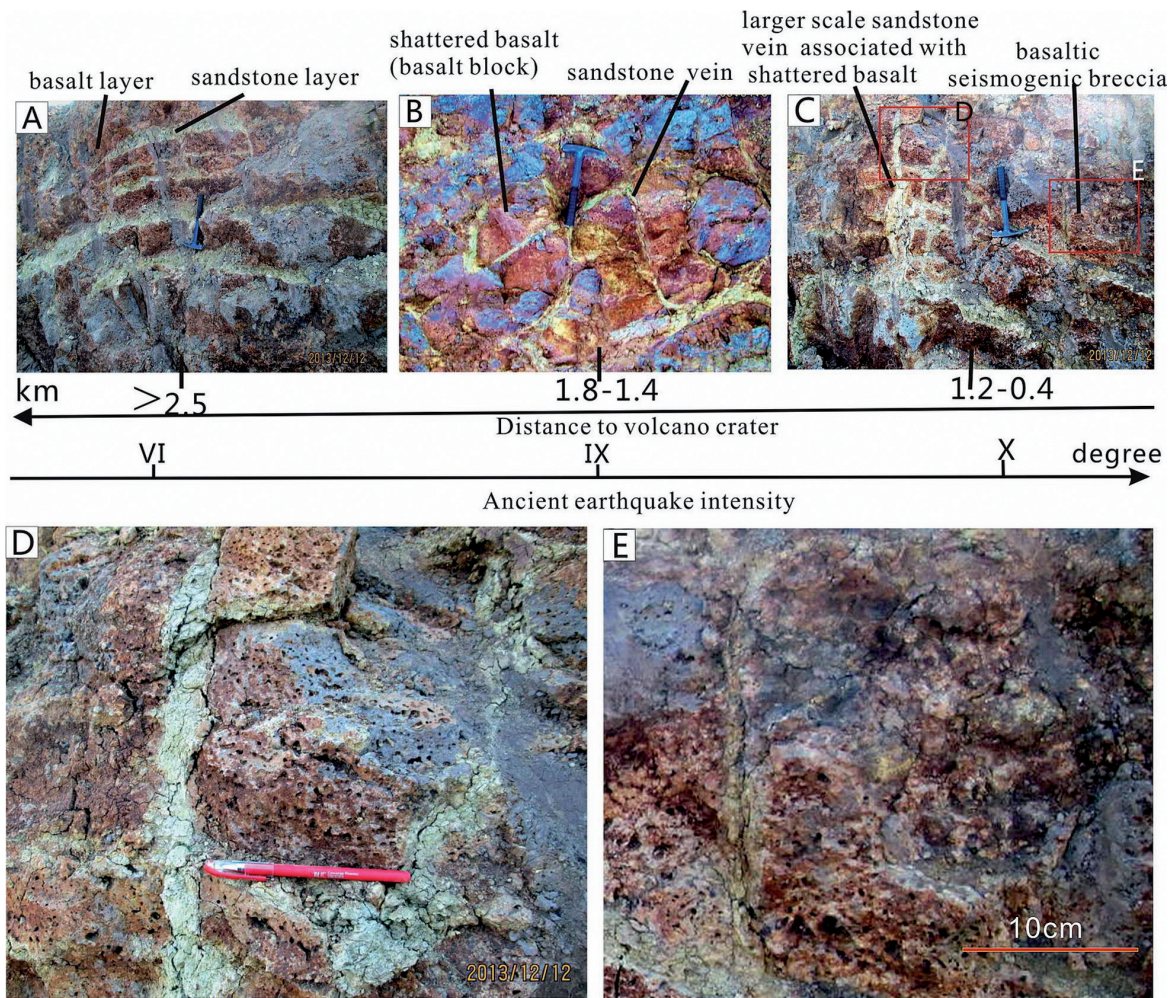 basalt layer
sandstone layer
shattered basalt
(basalt block)
sandstone vein
larger scale sandstone
vein associated with
shattered basalt
basaltic
seismogenic breccia
A
2013/12/12
B
C
D
E
2013/12/12
km
>2.5
1.8-1.4
1.2-0.4
Distance to volcano crater
VI
IX
X
degree
Ancient earthquake intensity
D
2013/12/12
E
10cm